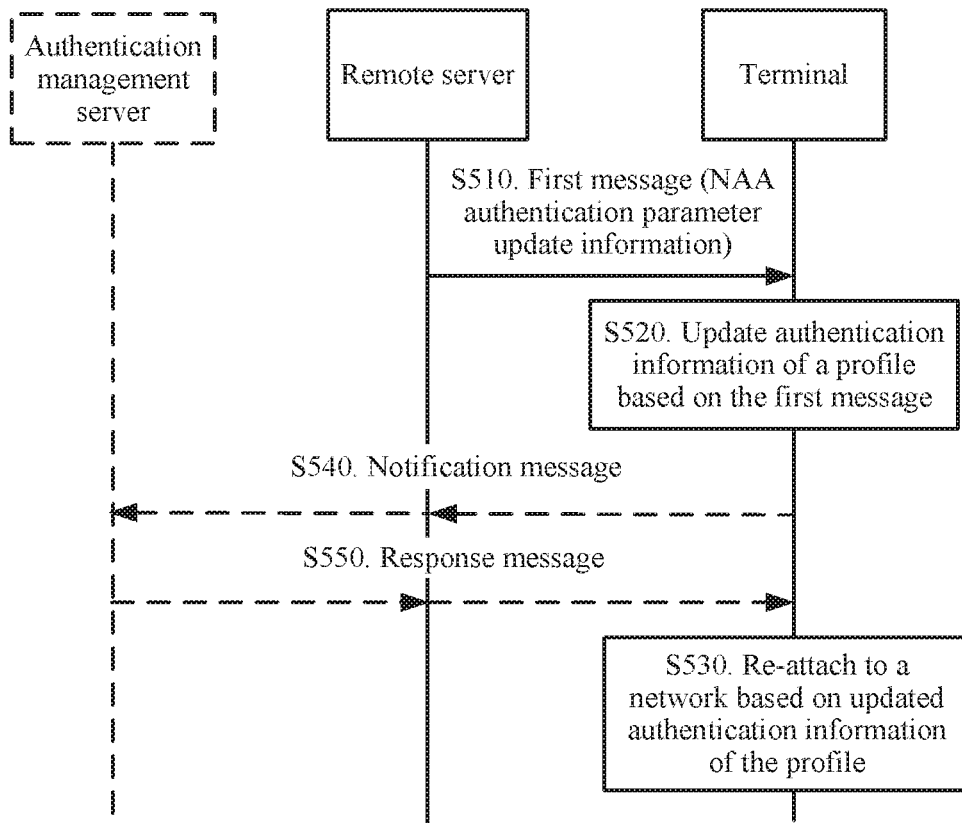 Authentication
management
server
Remote server
Terminal
S510. First message (NAA
authentication parameter
update information)
S520. Update authentication
information of a profile
based on the first message
S540. Notification message
S550. Response message
S530. Re-attach to a
network based on updated
authentication information
of the profile